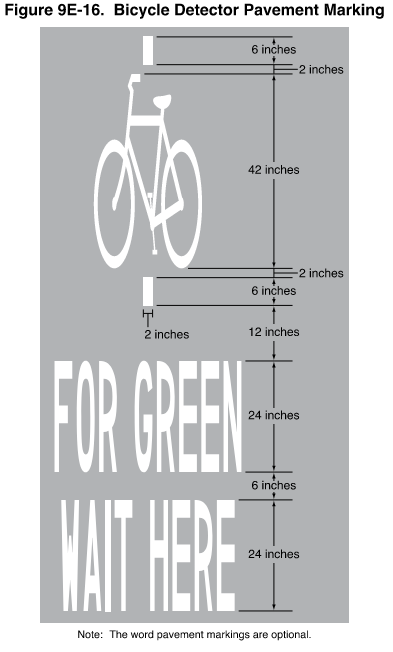 Figure 9E-16. Bicycle Detector Pavement Marking
6 inches
2 inches
42 inches
2 inches
6 inches
2 inches
12 inches
FOR GREEN
24 inches
6 inches
WAIT HERE
24 inches
Note: The word pavement markings are optional.